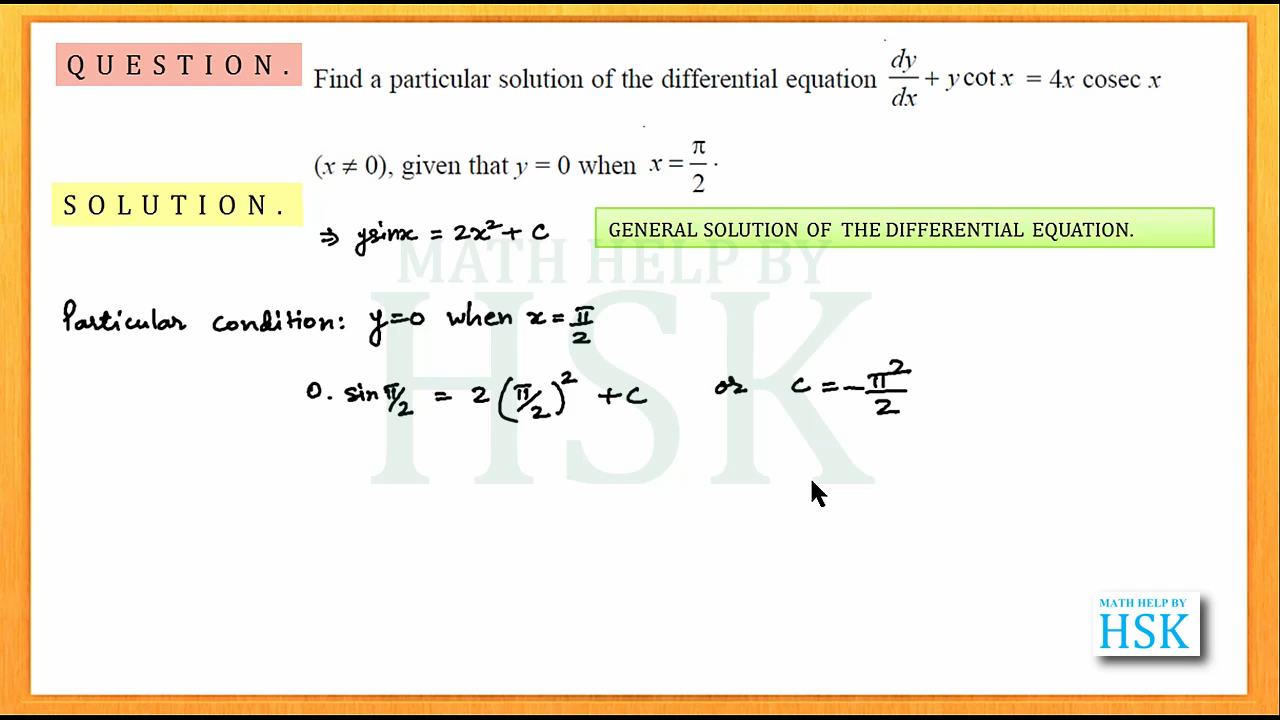 QUESTION.
Find a particular solution of the differential equation dy/dx + y cot x = 4x cosec x
(x ≠ 0), given that y = 0 when x = π/2.
SOLUTION.
⇒ y sin x = 2x² + c
GENERAL SOLUTION OF THE DIFFERENTIAL EQUATION.
MATH HELP BY
HSK
Particular condition: y=0 when x = π/2
0. sin π/2 = 2 (π/2)² + c or c = -π²/2
MATH HELP BY
HSK